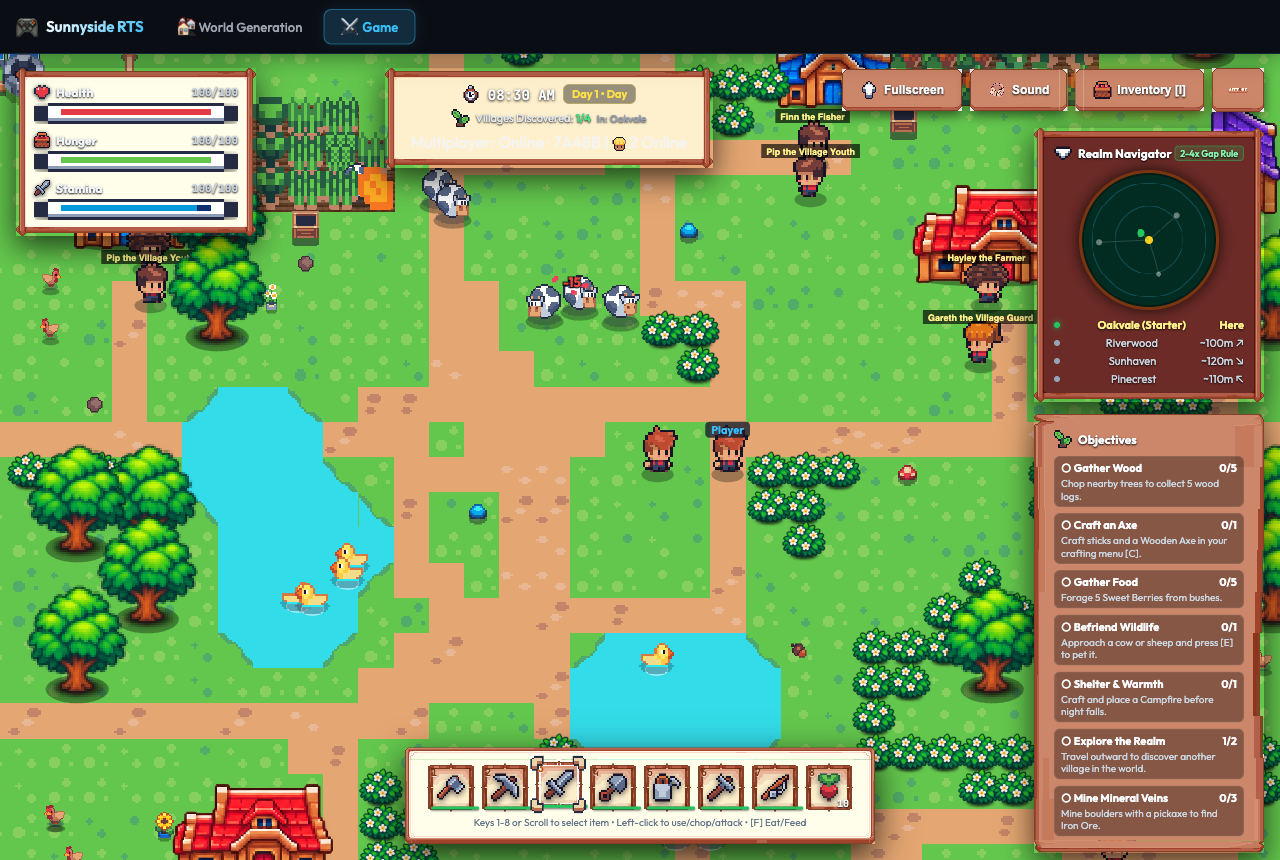 Sunnyside RTS
World Generation
Game
Health 100/100
Hunger 100/100
Stamina 100/100
08:30 AM Day 1 • Day
Villages Discovered: 1/4 In: Oakvale
Multiplayer: Online
Online
Fullscreen
Sound
Inventory [I]
Finn the Fisher
Pip the Village Youth
Pip the Village You
-15
Hayley the Farmer
Gareth the Village Guard
Player
Realm Navigator 2-4x Gap Rule
Oakvale (Starter) Here
Riverwood ~100m ↗
Sunhaven ~120m ↘
Pinecrest ~110m ↖
Objectives
Gather Wood 0/5
Chop nearby trees to collect 5 wood
logs.
Craft an Axe 0/1
Craft sticks and a Wooden Axe in your
crafting menu [C].
Gather Food 0/5
Forage 5 Sweet Berries from bushes.
Befriend Wildlife 0/1
Approach a cow or sheep and press [E]
to pet it.
Shelter & Warmth 0/1
Craft and place a Campfire before
night falls.
Explore the Realm 1/2
Travel outward to discover another
village in the world.
Mine Mineral Veins 0/3
Mine boulders with a pickaxe to find
Iron Ore.
10
Keys 1-8 or Scroll to select item • Left-click to use/chop/attack • [F] Eat/Feed